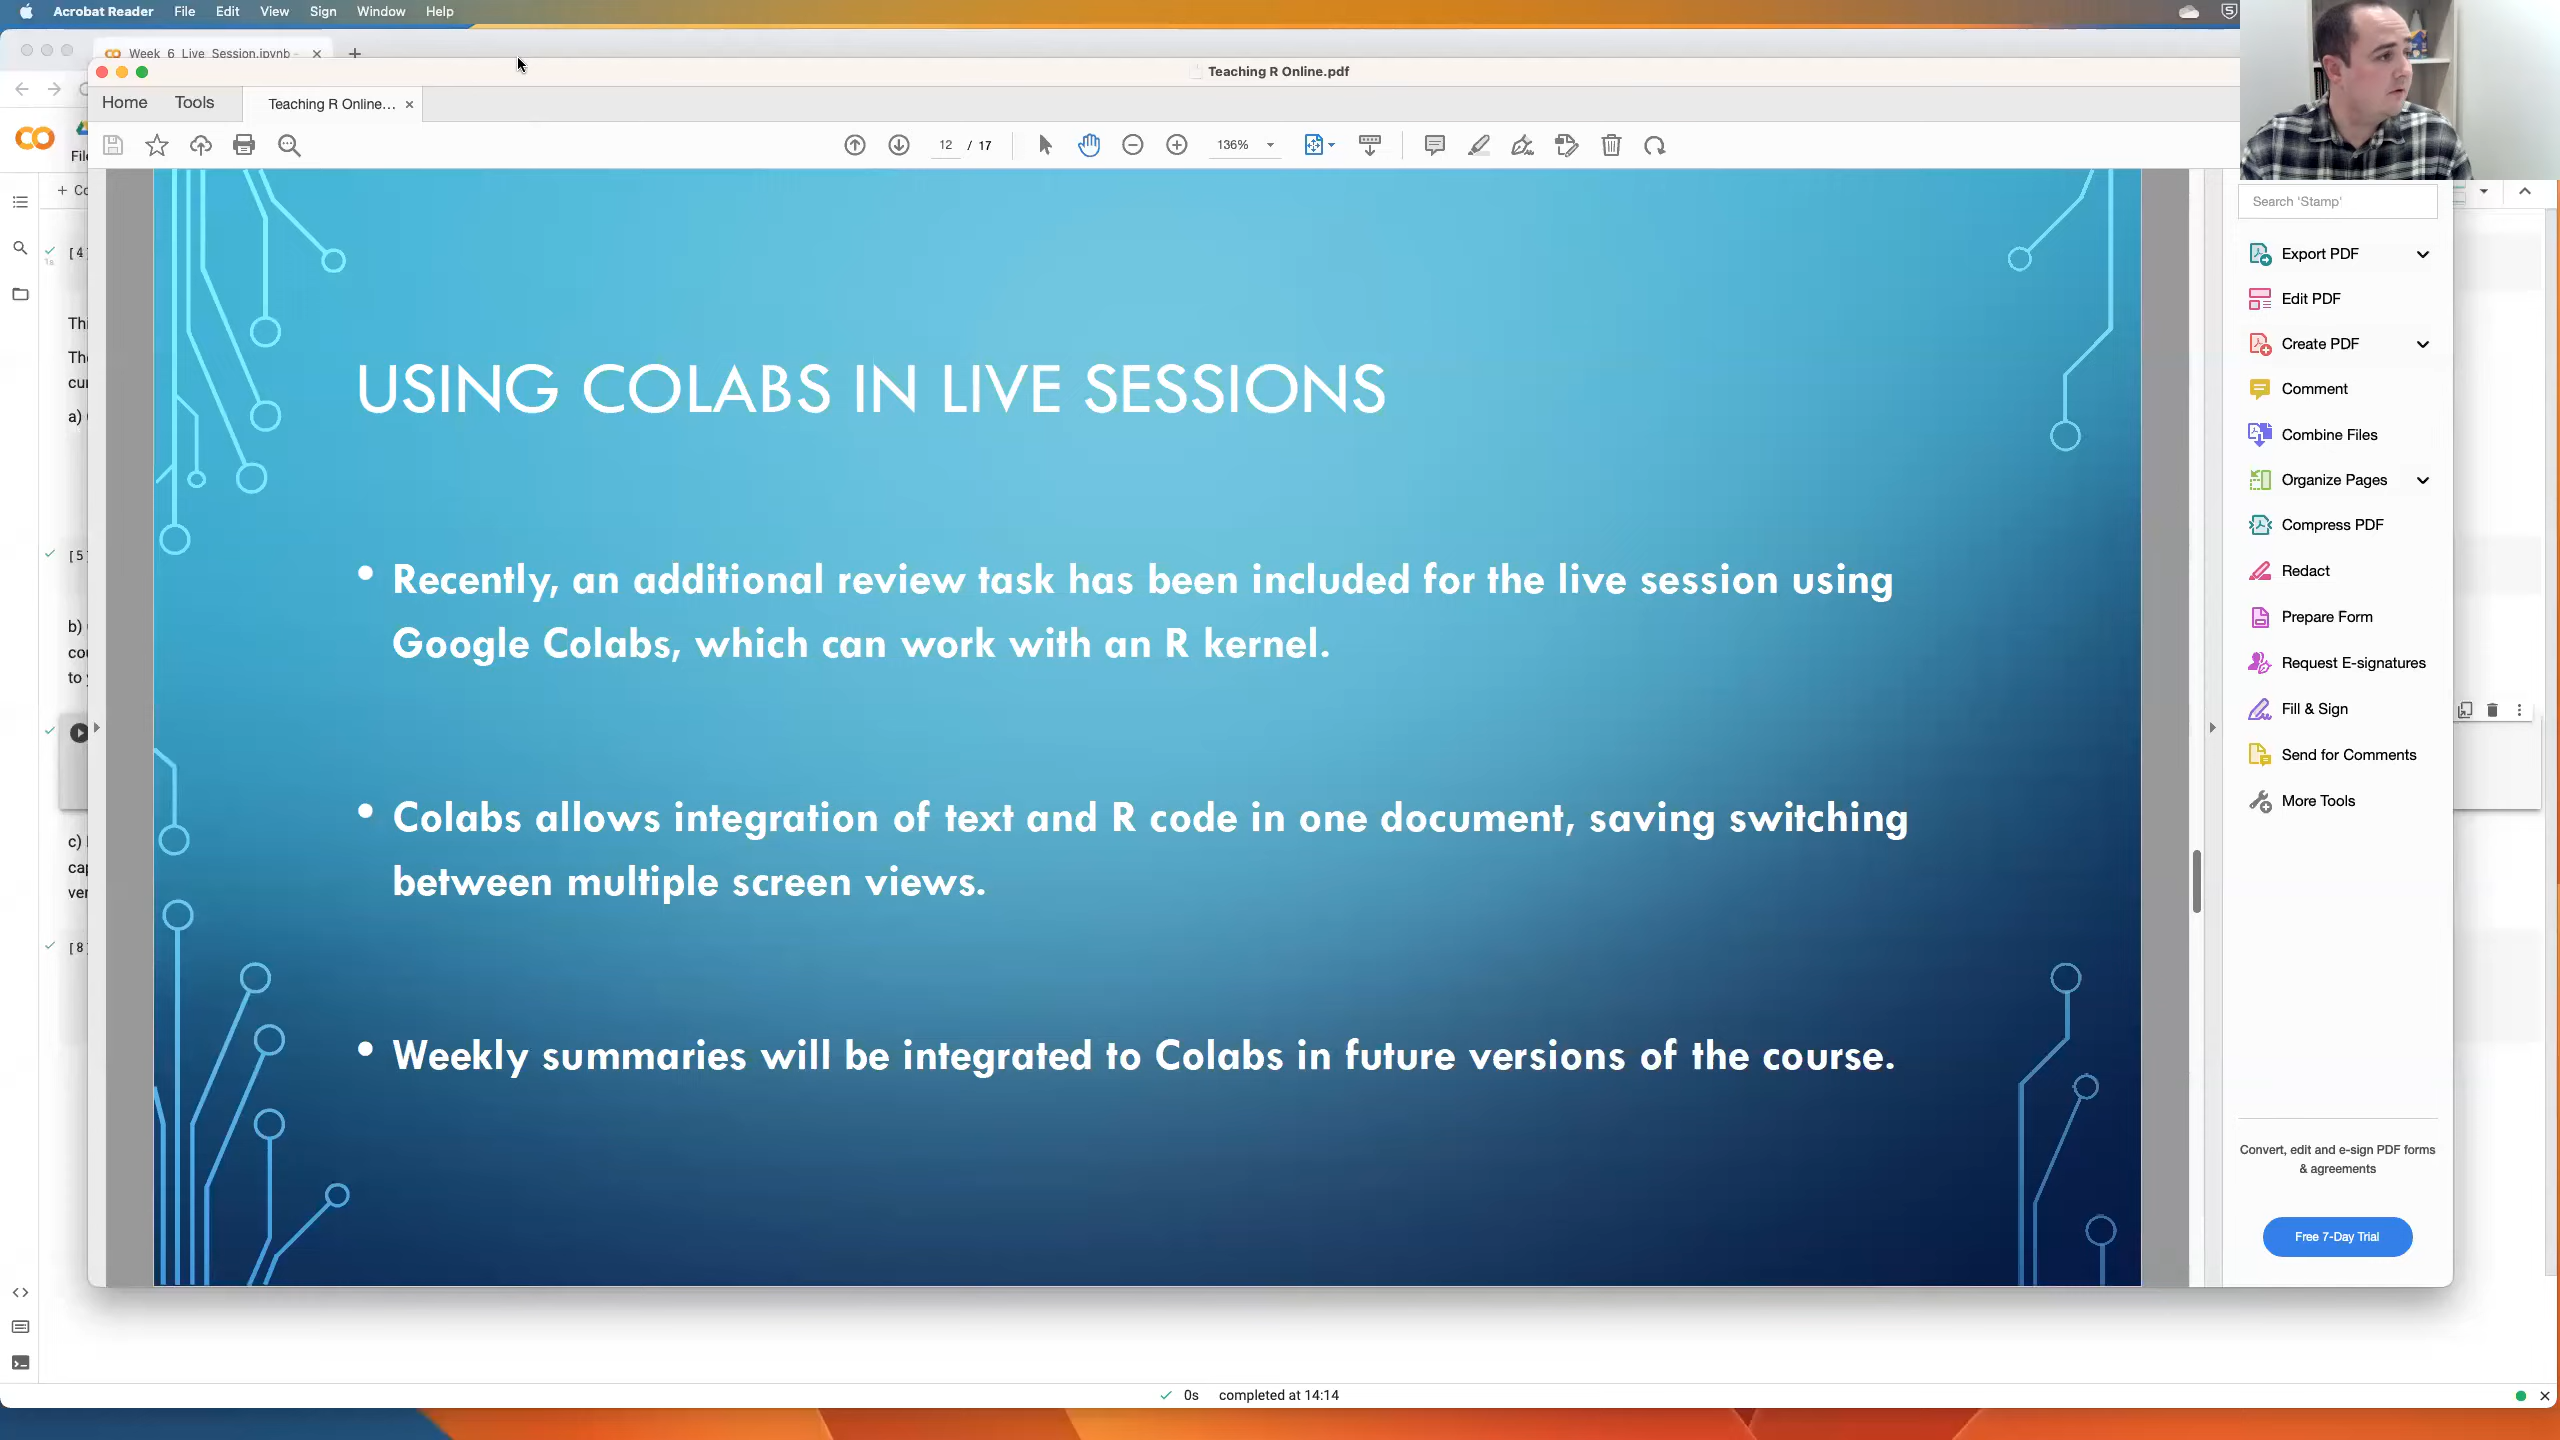 Acrobat Reader File Edit View Sign Window Help
Week_6_Live_Session.ipynb -
Teaching R Online.pdf
Home Tools Teaching R Online...
12 / 17 136%
Search 'Stamp'
Export PDF
Edit PDF
Create PDF
Comment
Combine Files
Organize Pages
Compress PDF
Redact
Prepare Form
Request E-signatures
Fill & Sign
Send for Comments
More Tools
Convert, edit and e-sign PDF forms
& agreements
Free 7-Day Trial
USING COLABS IN LIVE SESSIONS
• Recently, an additional review task has been included for the live session using
Google Colabs, which can work with an R kernel.
• Colabs allows integration of text and R code in one document, saving switching
between multiple screen views.
• Weekly summaries will be integrated to Colabs in future versions of the course.
[4]
1s
a)
[5]
b)
to
c)
[8]
0s completed at 14:14